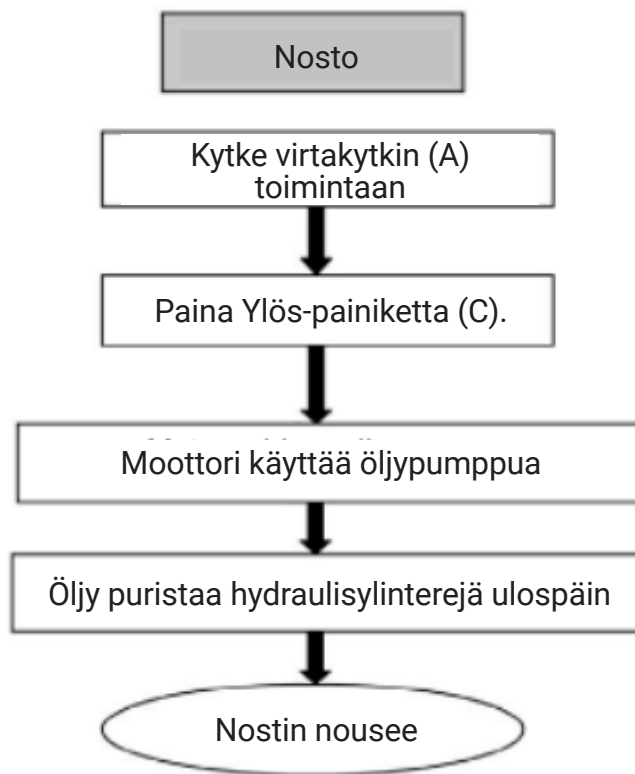 Nosto
Kytke virtakytkin (A)
toimintaan
Paina Ylös-painiketta (C).
Moottori käyttää öljypumppua
Öljy puristaa hydraulisylinterejä ulospäin
Nostin nousee